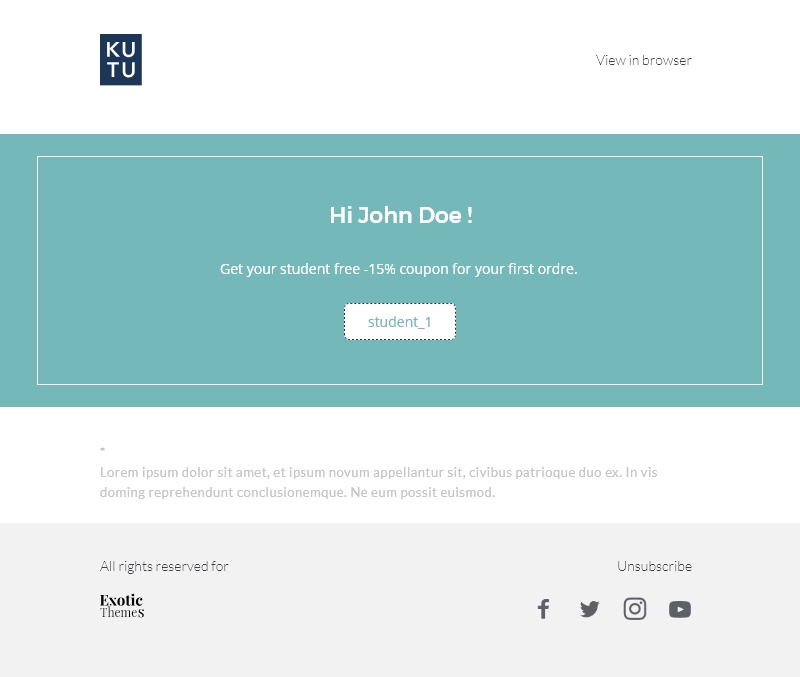 KU
TU
View in browser
Hi John Doe !
Get your student free -15% coupon for your first ordre.
student_1
*
Lorem ipsum dolor sit amet, et ipsum novum appellantur sit, civibus patrioque duo ex. In vis
doming reprehendunt conclusionemque. Ne eum possit euismod.
All rights reserved for
Unsubscribe
Exotic
ThemeS